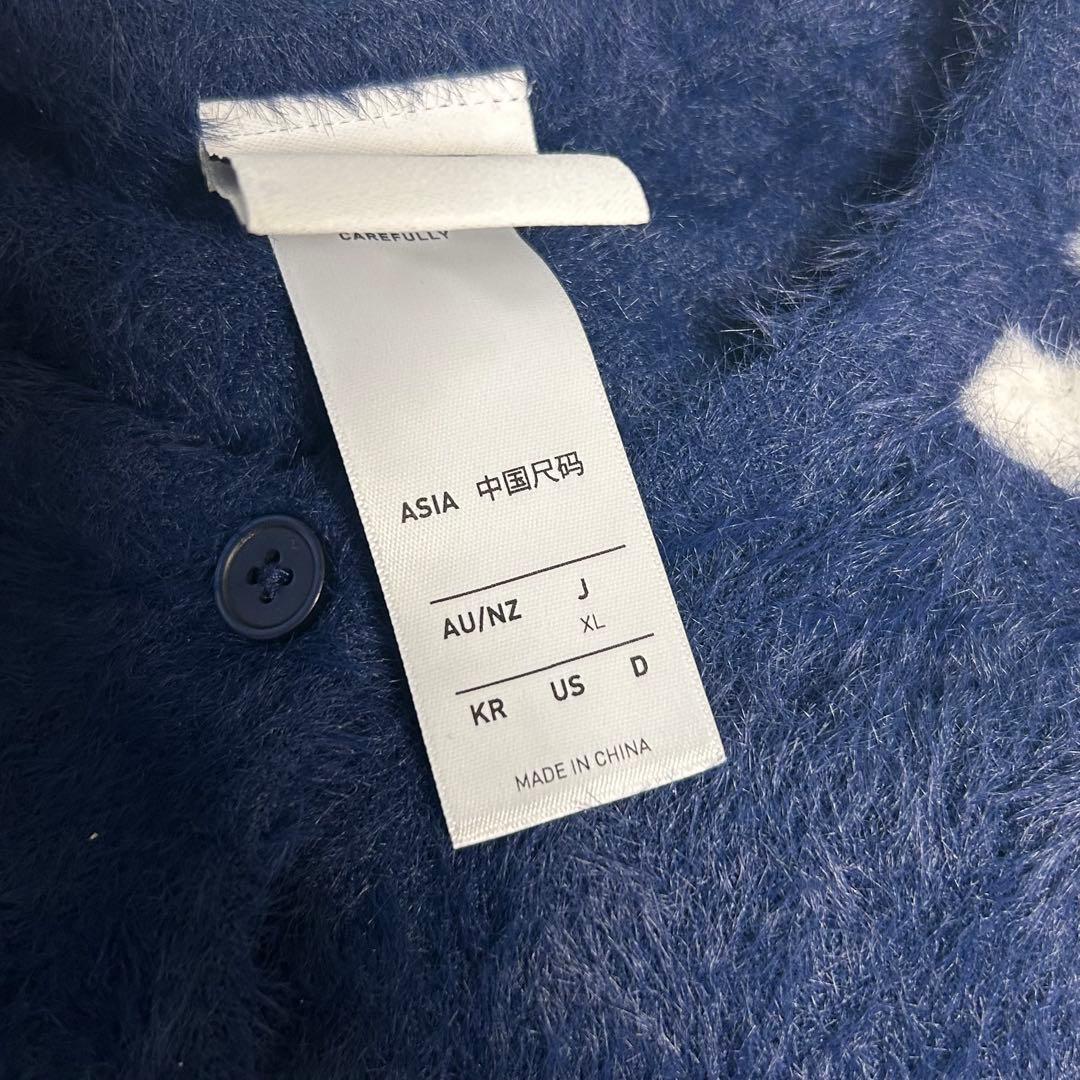 CAREFULLY
ASIA 中国尺码
AU/NZ J
XL
KR US D
MADE IN CHINA